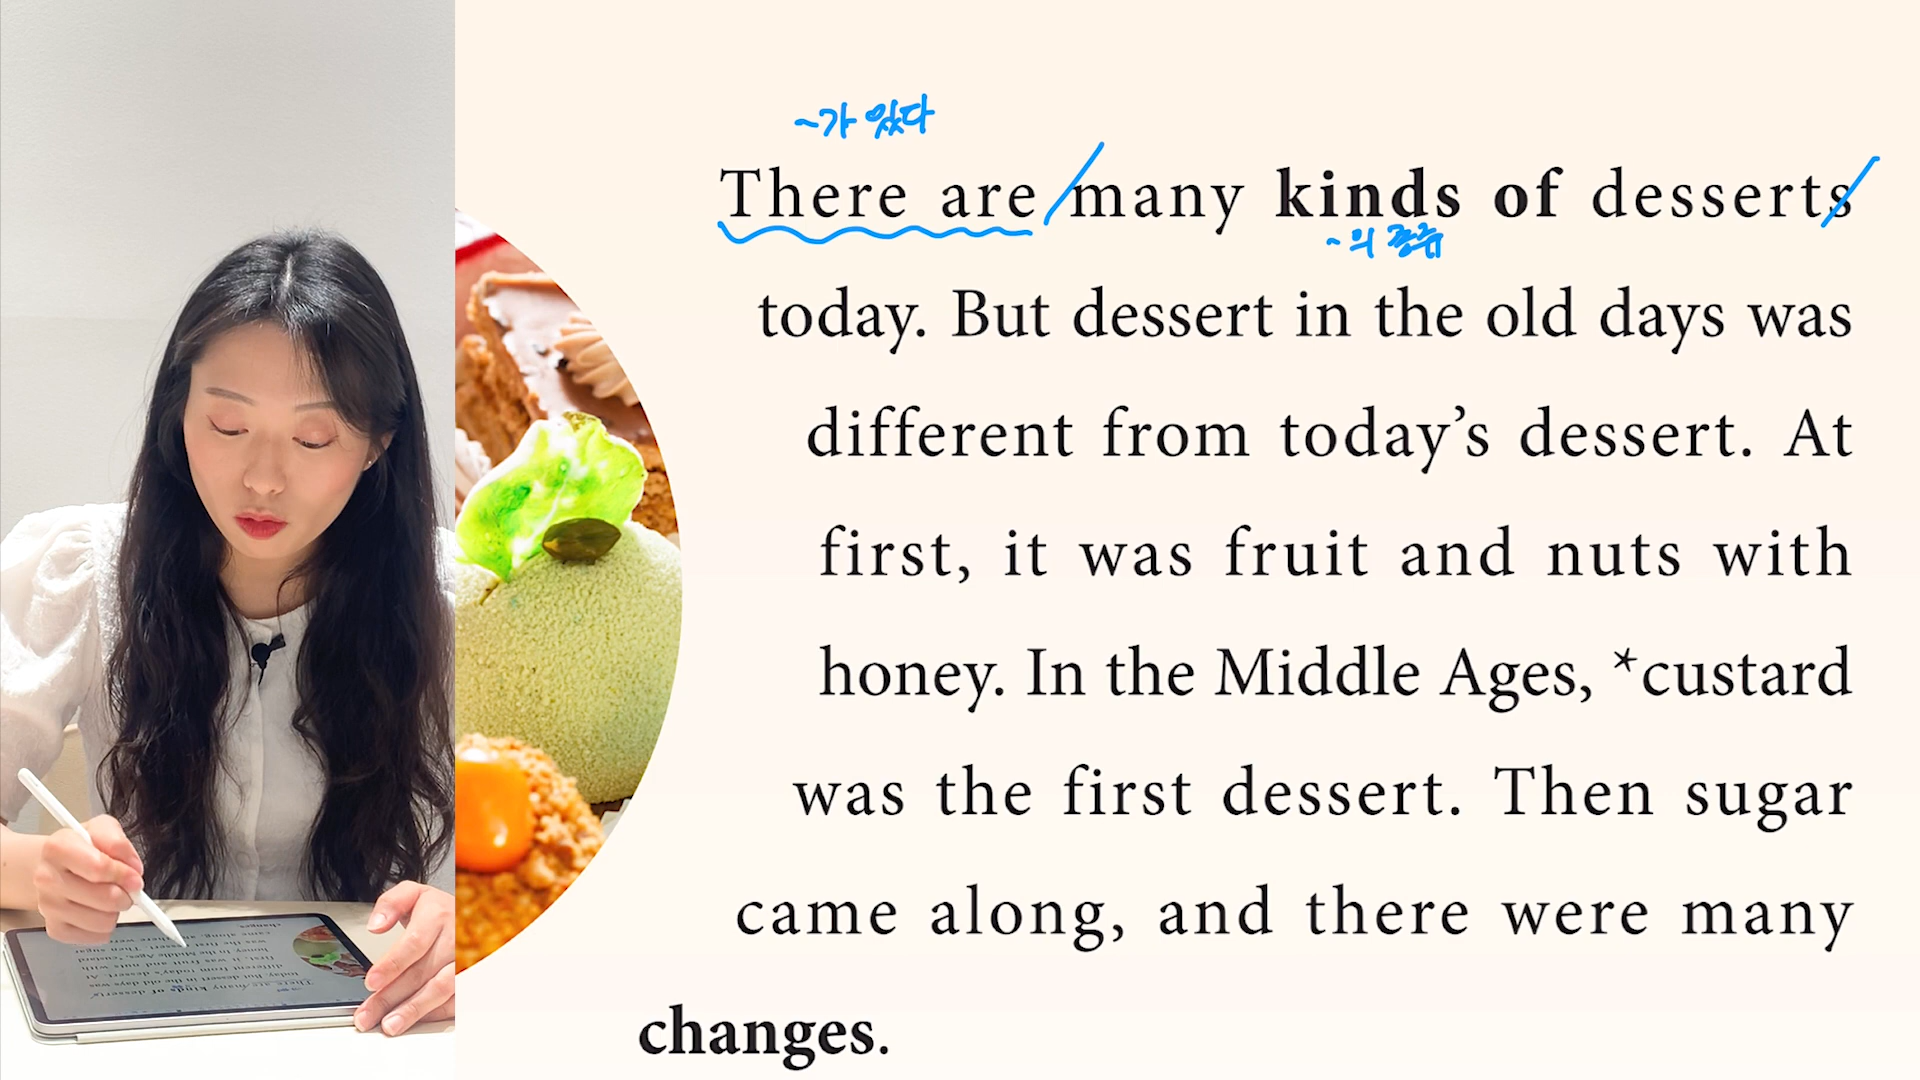 ~가 있다
There are many kinds of desserts
~의 종류
today. But dessert in the old days was
different from today’s dessert. At
first, it was fruit and nuts with
honey. In the Middle Ages, *custard
was the first dessert. Then sugar
came along, and there were many
changes.